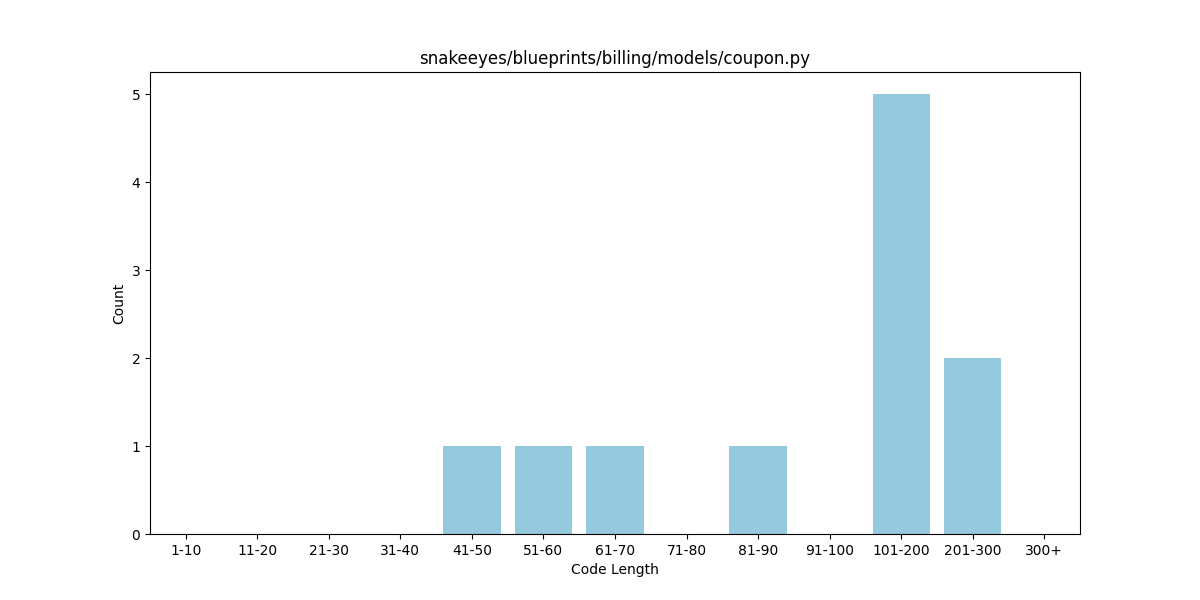 snakeeyes/blueprints/billing/models/coupon.py
5
4
3
2
1
0
Count
1-10 11-20 21-30 31-40 41-50 51-60 61-70 71-80 81-90 91-100 101-200 201-300 300+
Code Length